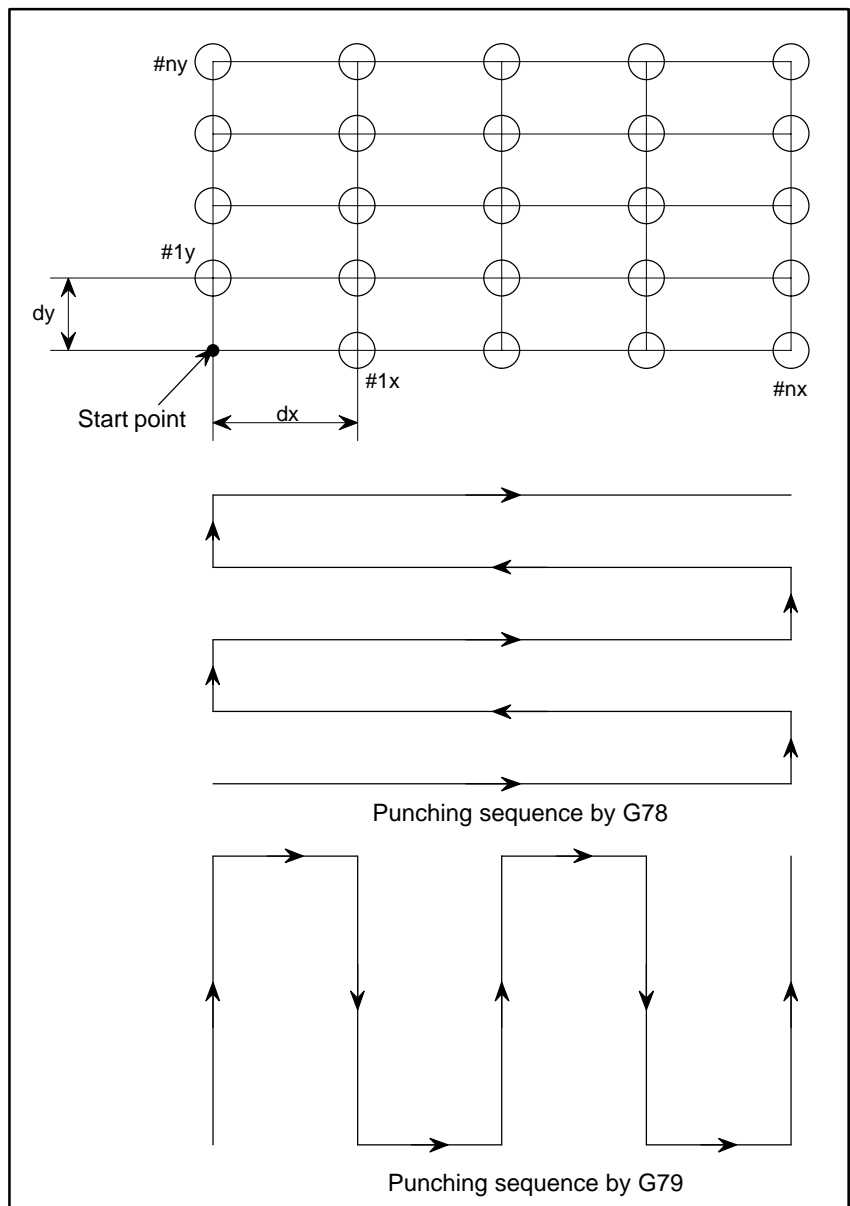 #ny
#1y
dy
#1x
#nx
Start point
dx
Punching sequence by G78
Punching sequence by G79